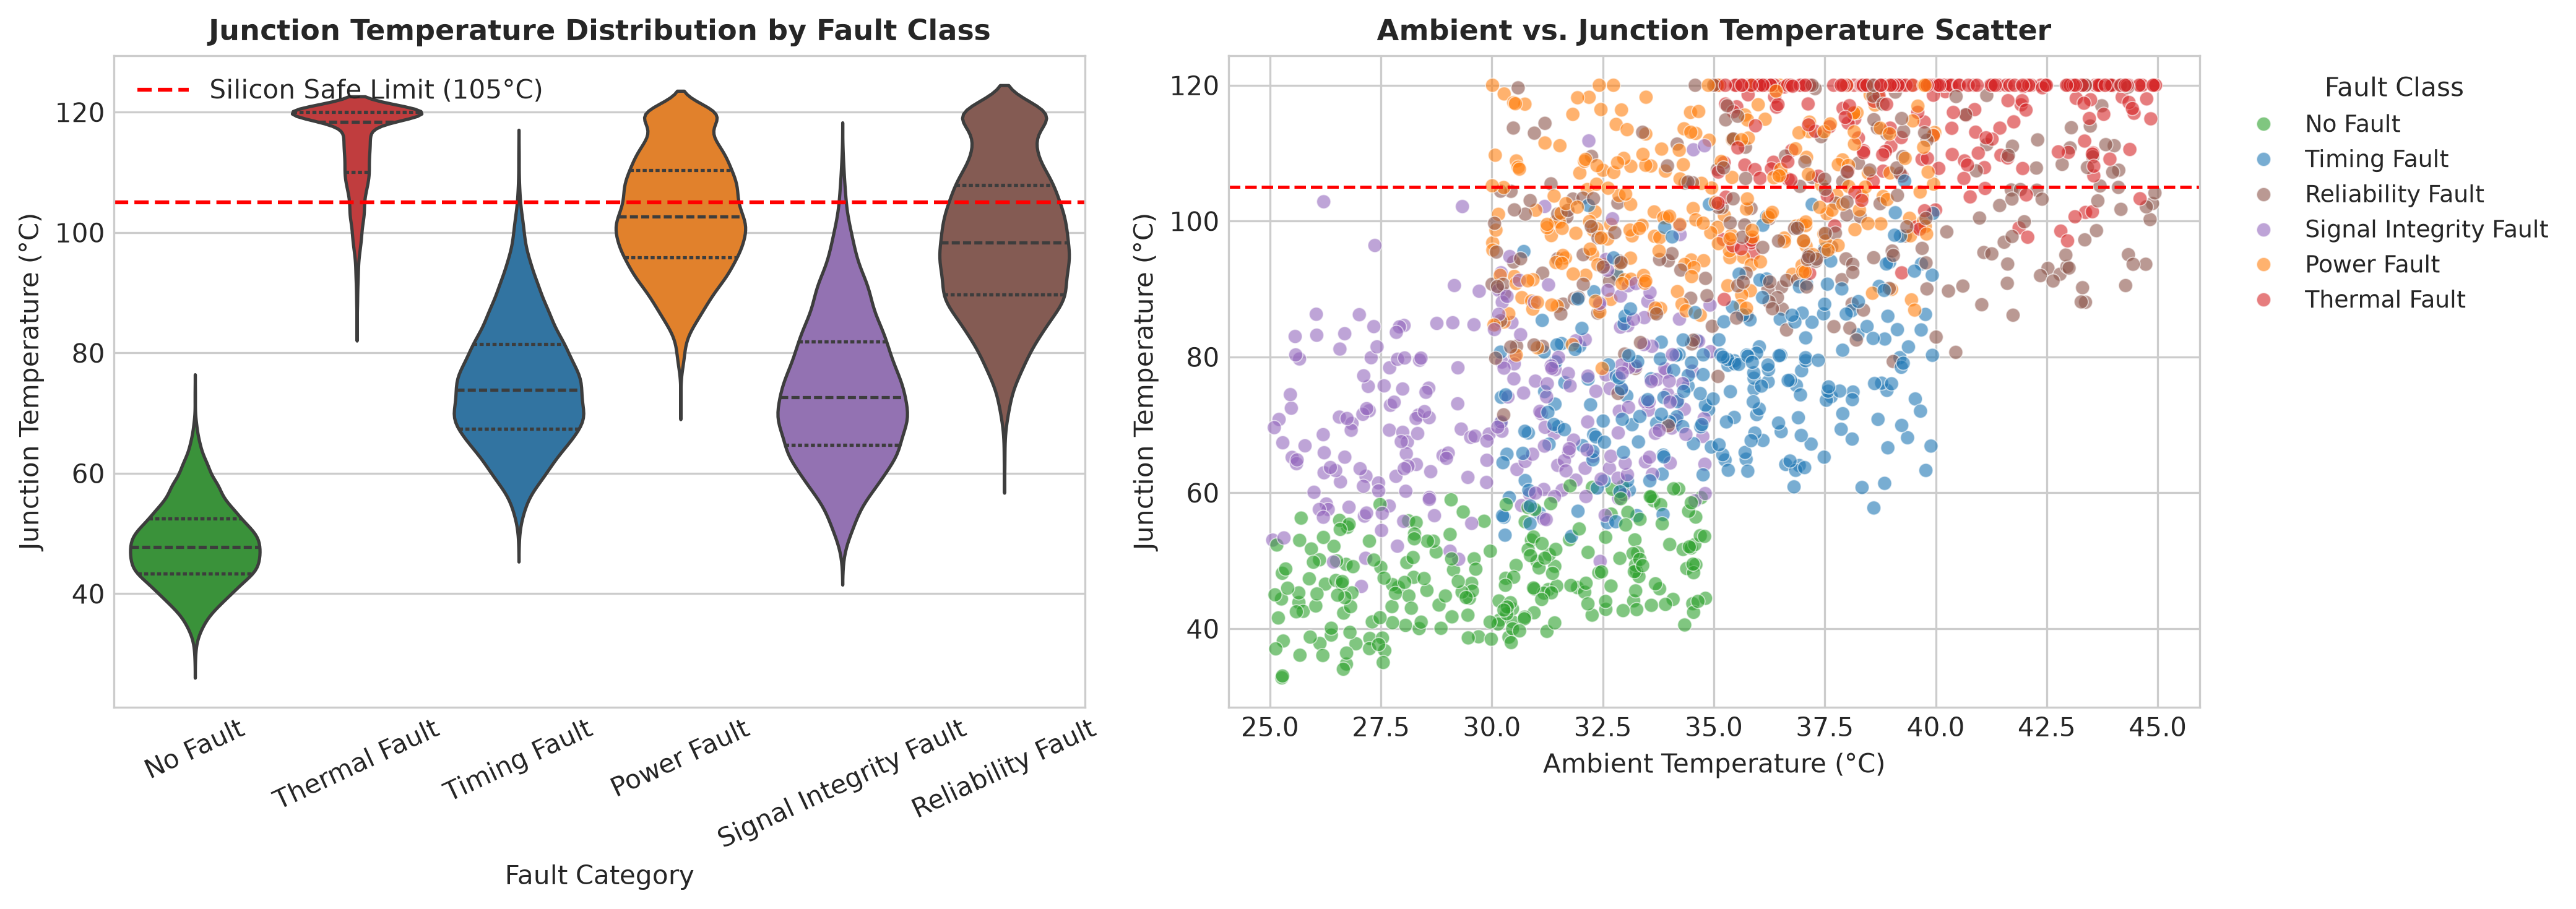 Junction Temperature Distribution by Fault Class
Silicon Safe Limit (105°C)
Junction Temperature (°C)
120
100
80
60
40
No Fault
Thermal Fault
Timing Fault
Power Fault
Signal Integrity Fault
Reliability Fault
Fault Category
Ambient vs. Junction Temperature Scatter
Junction Temperature (°C)
120
100
80
60
40
25.0 27.5 30.0 32.5 35.0 37.5 40.0 42.5 45.0
Ambient Temperature (°C)
Fault Class
No Fault
Timing Fault
Reliability Fault
Signal Integrity Fault
Power Fault
Thermal Fault